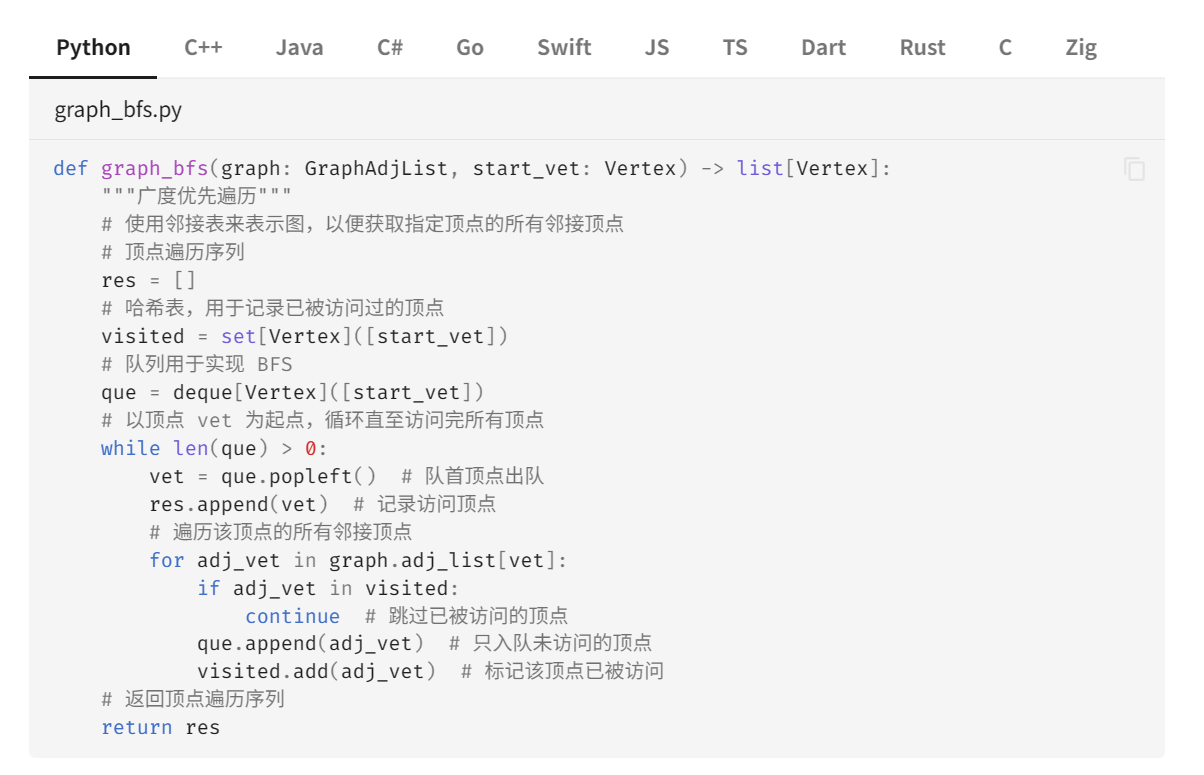 Python C++ Java C# Go Swift JS TS Dart Rust C Zig
graph_bfs.py
def graph_bfs(graph: GraphAdjList, start_vet: Vertex) -> list[Vertex]:
    """广度优先遍历"""
    # 使用邻接表来表示图，以便获取指定顶点的所有邻接顶点
    # 顶点遍历序列
    res = []
    # 哈希表，用于记录已被访问过的顶点
    visited = set[Vertex]([start_vet])
    # 队列用于实现 BFS
    que = deque[Vertex]([start_vet])
    # 以顶点 vet 为起点，循环直至访问完所有顶点
    while len(que) > 0:
        vet = que.popleft()  # 队首顶点出队
        res.append(vet)  # 记录访问顶点
        # 遍历该顶点的所有邻接顶点
        for adj_vet in graph.adj_list[vet]:
            if adj_vet in visited:
                continue  # 跳过已被访问的顶点
            que.append(adj_vet)  # 只入队未访问的顶点
            visited.add(adj_vet)  # 标记该顶点已被访问
    # 返回顶点遍历序列
    return res